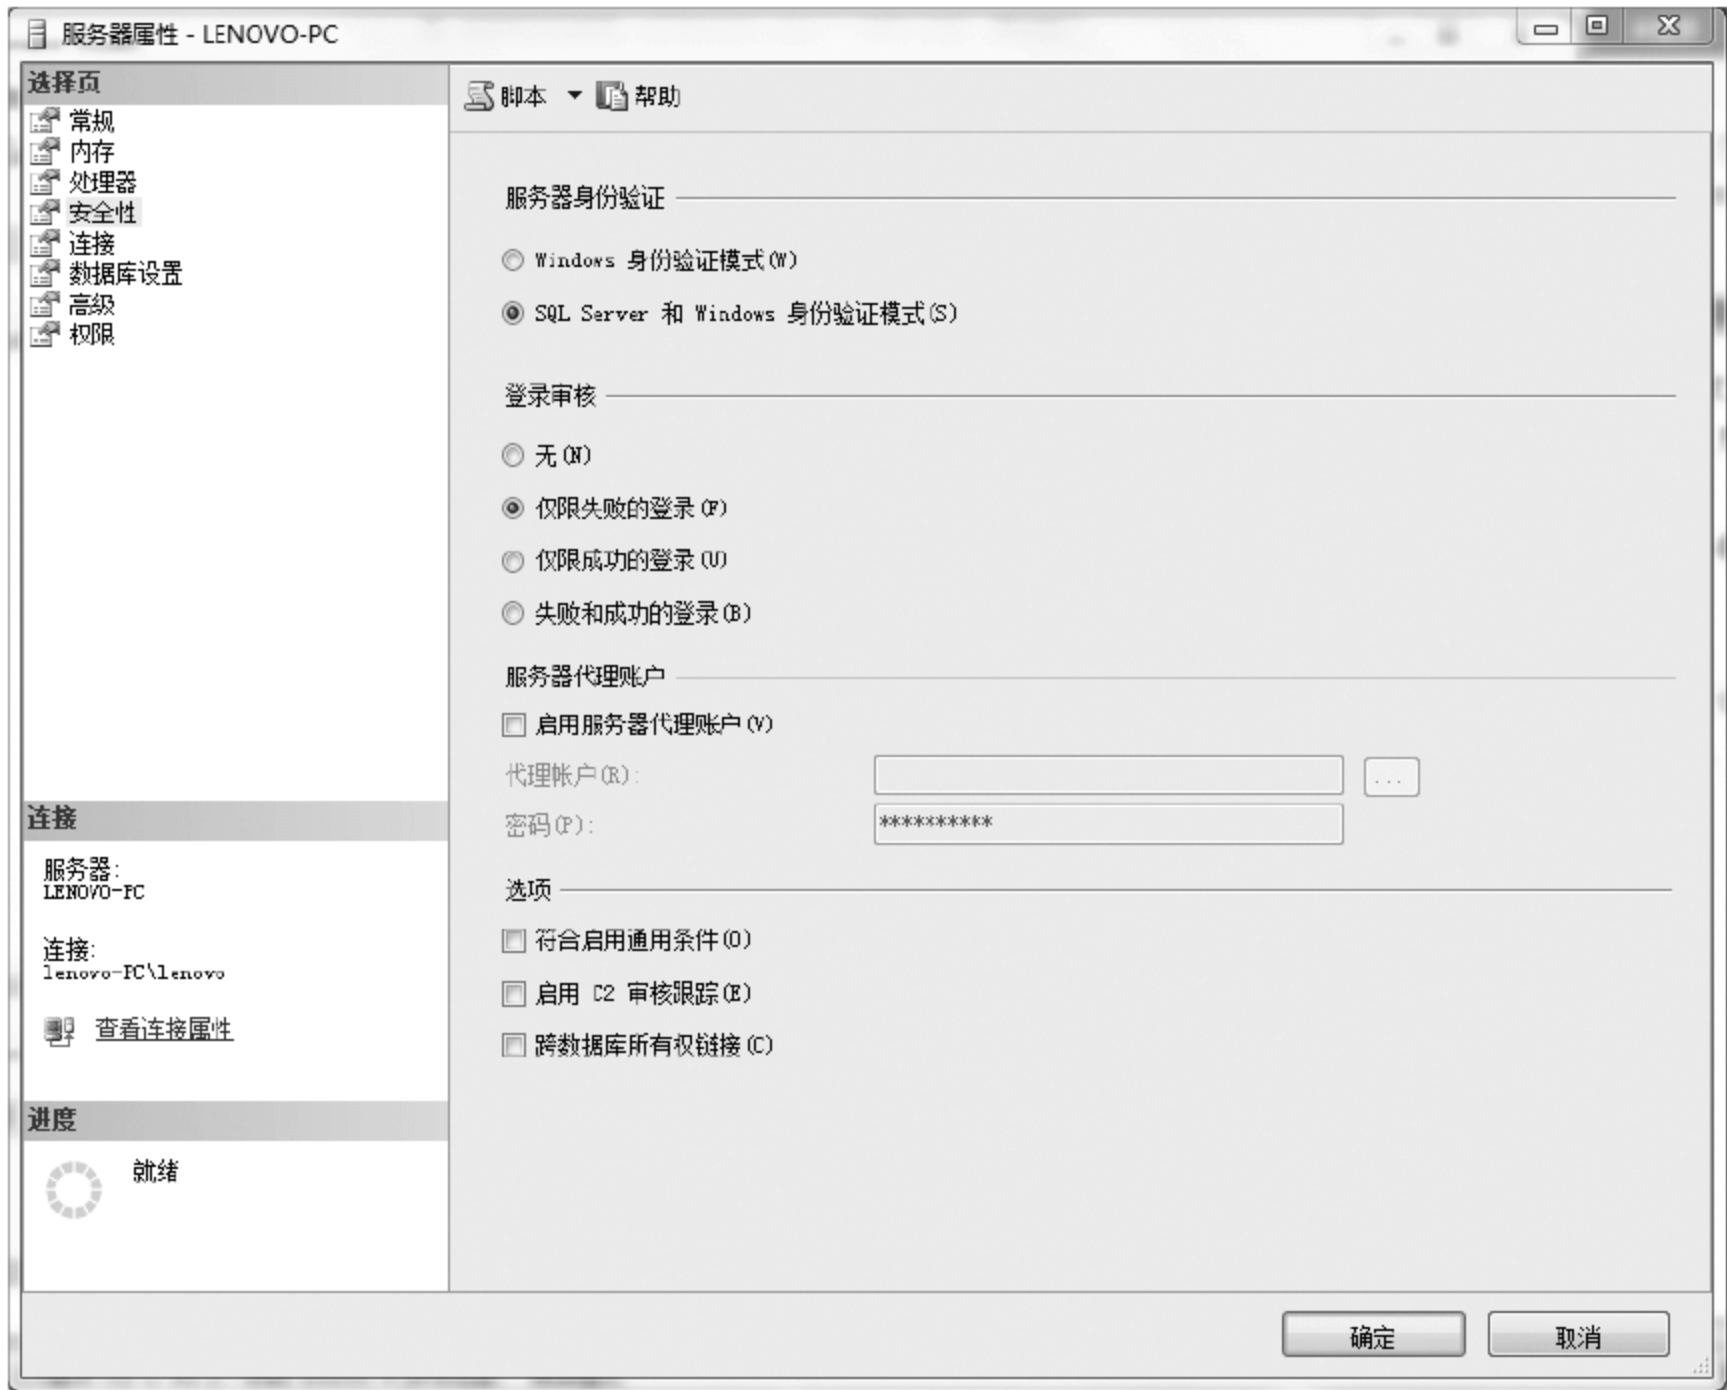 服务器属性 - LENOVO-PC
选择页
常规
内存
处理器
安全性
连接
数据库设置
高级
权限
脚本 帮助
服务器身份验证
Windows 身份验证模式(W)
SQL Server 和 Windows 身份验证模式(S)
登录审核
无(N)
仅限失败的登录(F)
仅限成功的登录(U)
失败和成功的登录(B)
服务器代理账户
启用服务器代理账户(V)
代理帐户(R):
...
密码(P):
**********
选项
符合启用通用条件(O)
启用 C2 审核跟踪(E)
跨数据库所有权链接(C)
连接
服务器:
LENOVO-PC
连接:
lenovo-PC\lenovo
查看连接属性
进度
就绪
确定 取消